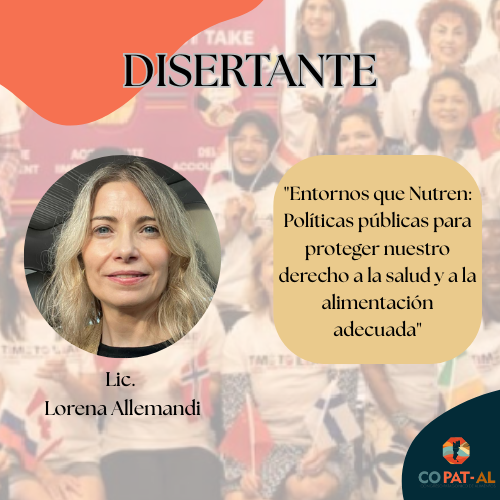 T TAKE
DISERTANTE
"Entornos que Nutren:
Políticas públicas para
proteger nuestro
derecho a la salud y a la
alimentación
adecuada"
Lic.
Lorena Allemandi
CO PAT-AL